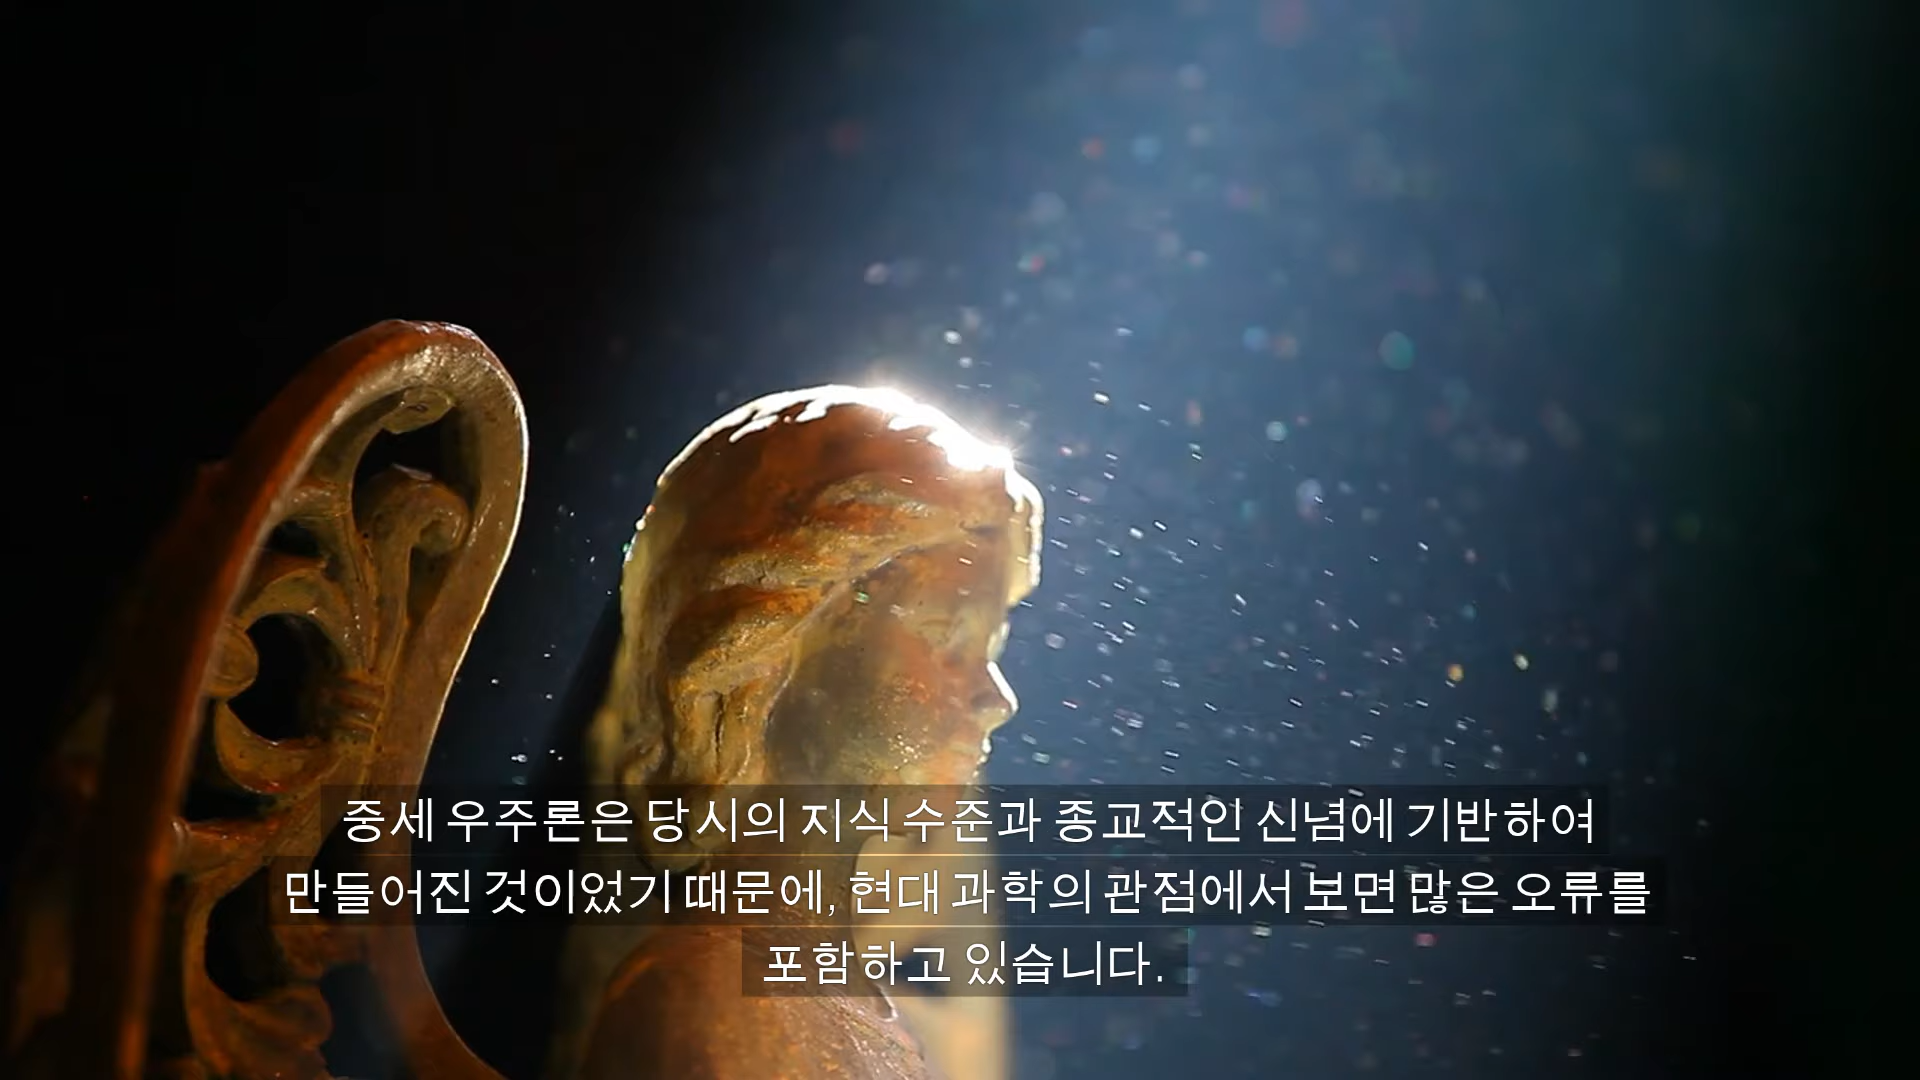 중세 우주론은 당시의 지식 수준과 종교적인 신념에 기반하여
만들어진 것이었기 때문에, 현대 과학의 관점에서 보면 많은 오류를
포함하고 있습니다.